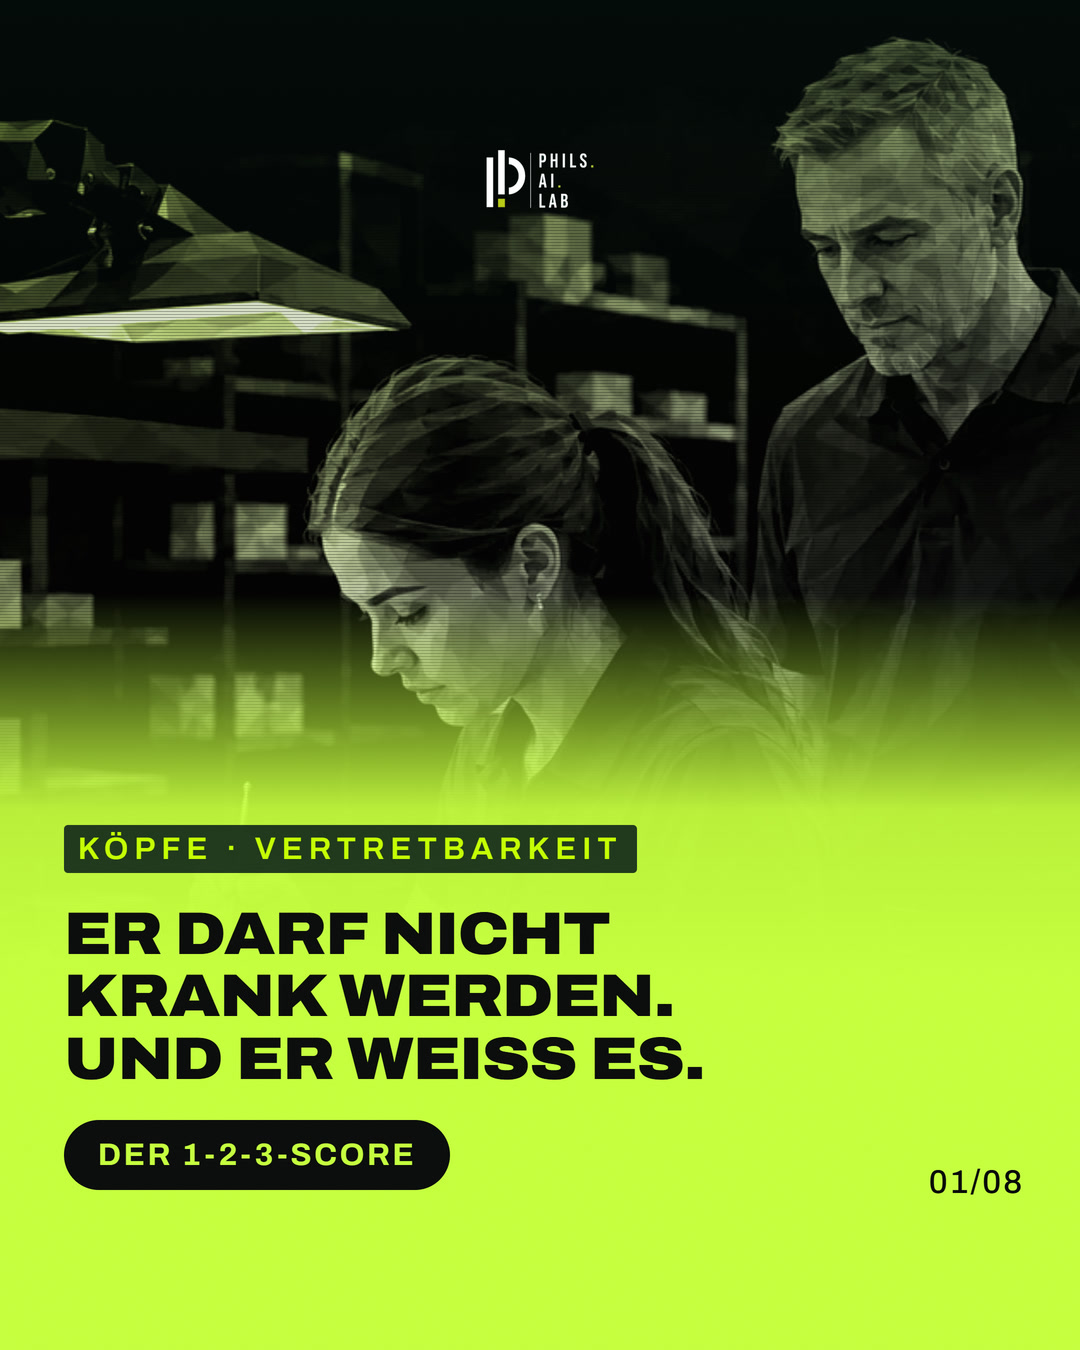 PHILS.
AI.
LAB
KÖPFE · VERTRETBARKEIT
ER DARF NICHT
KRANK WERDEN.
UND ER WEISS ES.
DER 1-2-3-SCORE
01/08